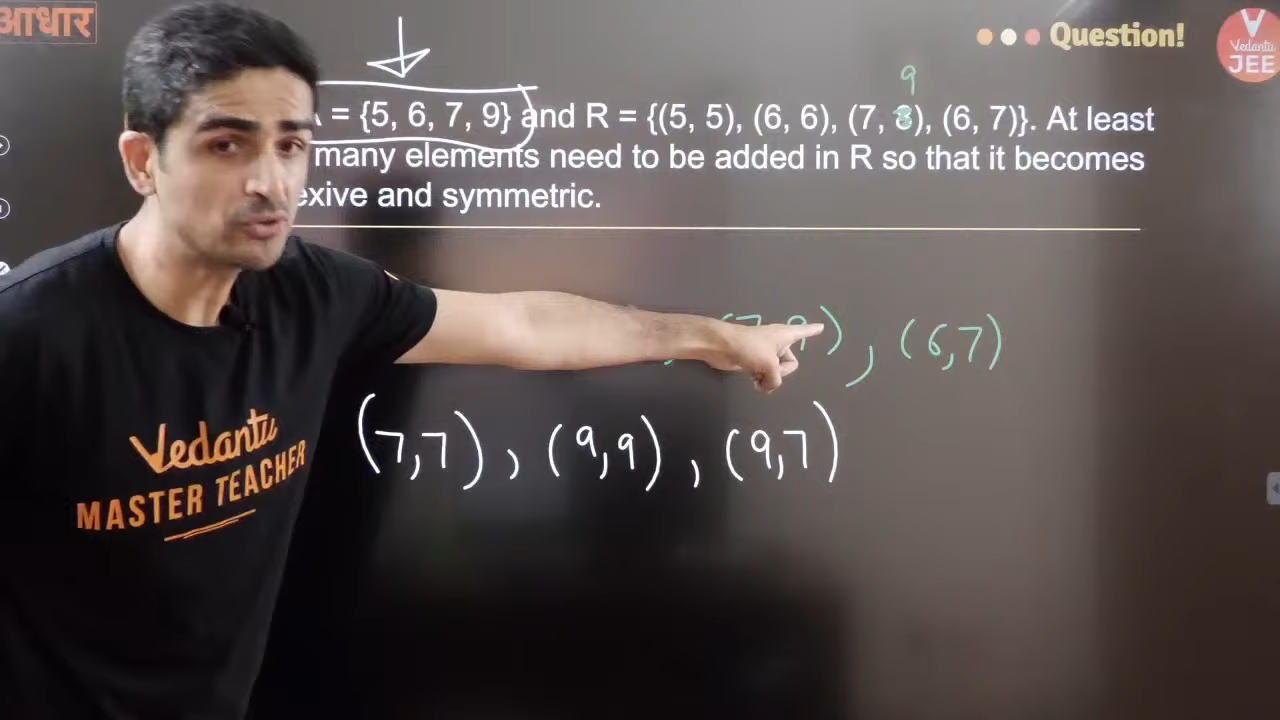 आधार
Question!
Vedantu
JEE
9
A = {5, 6, 7, 9} and R = {(5, 5), (6, 6), (7, 8), (6, 7)}. At least
many elements need to be added in R so that it becomes
exive and symmetric.
(7,9), (6,7)
(7,7), (9,9), (9,7)
Vedantu
MASTER TEACHER